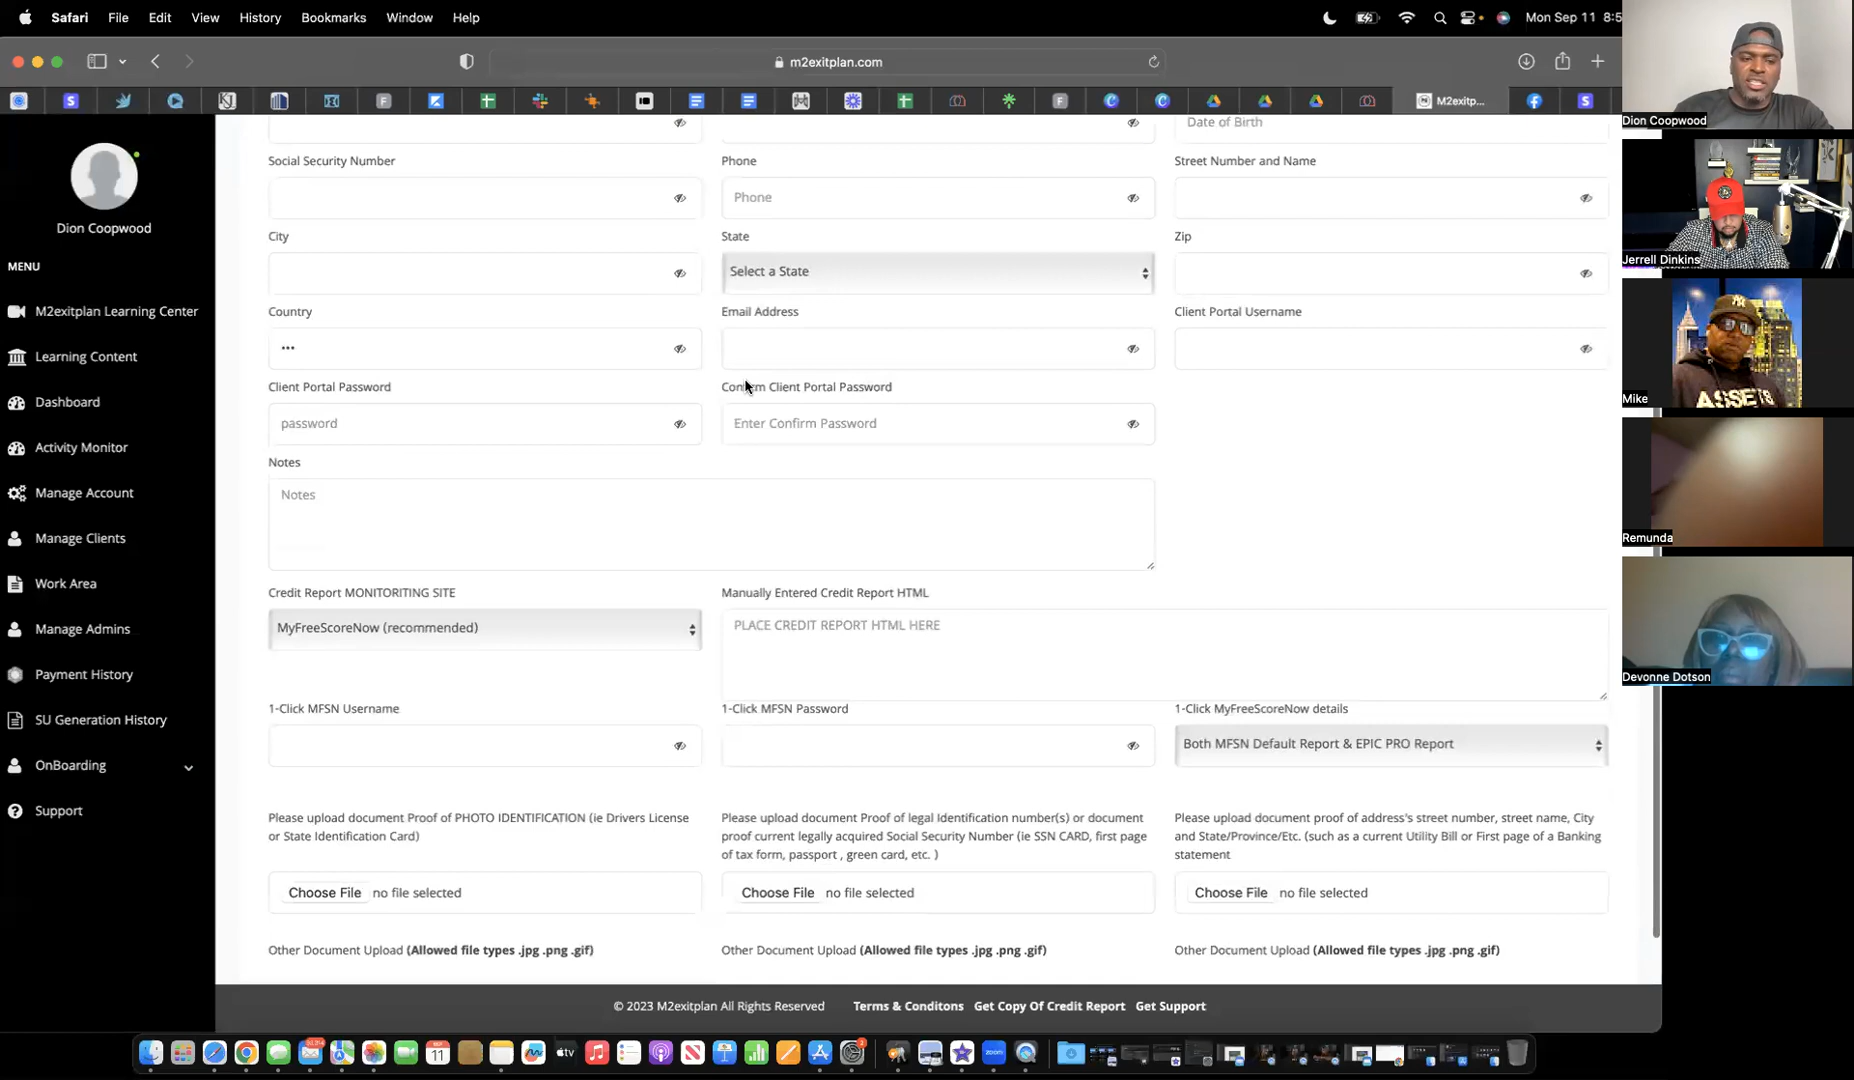 Safari File Edit View History Bookmarks Window Help Mon Sep 11 8:5
m2exitplan.com
M2exitp...
Dion Coopwood
Date of Birth
Social Security Number Phone Street Number and Name
Phone
City State Zip
Select a State
Country Email Address Client Portal Username
•••
Client Portal Password Confirm Client Portal Password
password Enter Confirm Password
Notes
Notes
Credit Report MONITORITING SITE Manually Entered Credit Report HTML
MyFreeScoreNow (recommended) PLACE CREDIT REPORT HTML HERE
1-Click MFSN Username 1-Click MFSN Password 1-Click MyFreeScoreNow details
Both MFSN Default Report & EPIC PRO Report
Please upload document Proof of PHOTO IDENTIFICATION (ie Drivers License
or State Identification Card)
Please upload document Proof of legal Identification number(s) or document
proof current legally acquired Social Security Number (ie SSN CARD, first page
of tax form, passport , green card, etc. )
Please upload document proof of address's street number, street name, City
and State/Province/Etc. (such as a current Utility Bill or First page of a Banking
statement
Choose File no file selected Choose File no file selected Choose File no file selected
Other Document Upload (Allowed file types .jpg .png .gif) Other Document Upload (Allowed file types .jpg .png .gif) Other Document Upload (Allowed file types .jpg .png .gif)
© 2023 M2exitplan All Rights Reserved Terms & Conditons Get Copy Of Credit Report Get Support
Dion Coopwood
MENU
M2exitplan Learning Center
Learning Content
Dashboard
Activity Monitor
Manage Account
Manage Clients
Work Area
Manage Admins
Payment History
SU Generation History
OnBoarding
Support
Jerrell Dinkins
Mike
ASSETS
Remunda
Devonne Dotson
tv
zoom